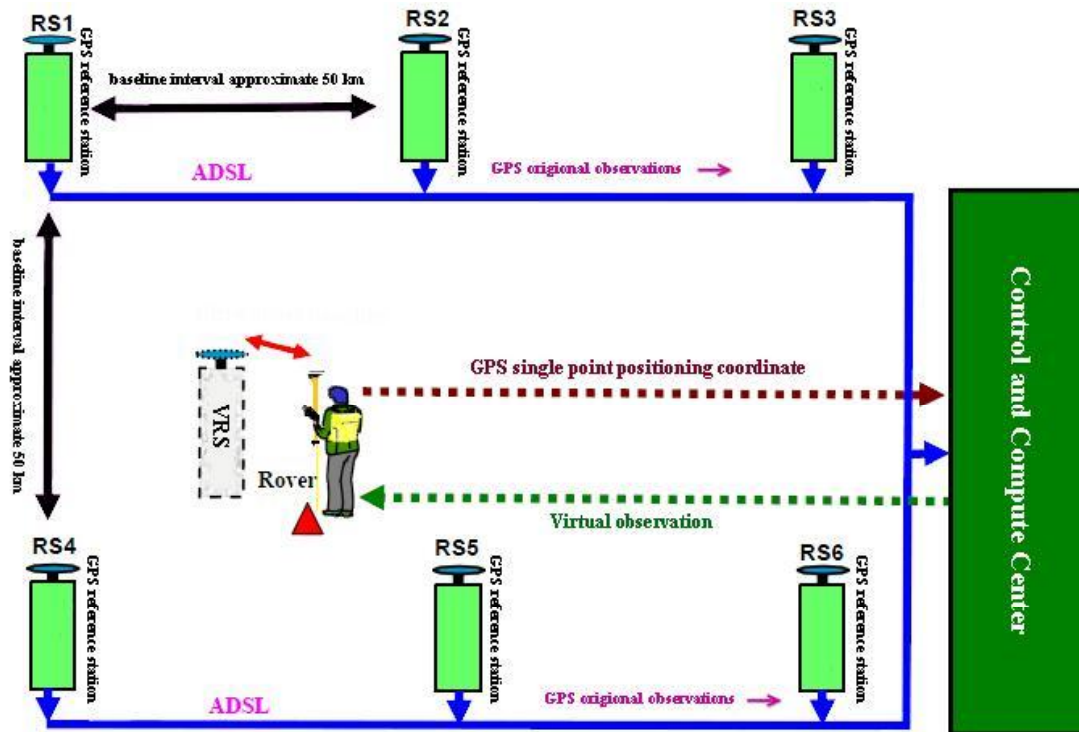 RS1
RS2
RS3
GPS reference station
GPS reference station
GPS reference station
baseline interval approximate 50 km
ADSL
GPS origional observations
baseline interval approximate 50 km
GPS single point positioning coordinate
VRS
Rover
Virtual observation
Control and Compute Center
RS4
RS5
RS6
GPS reference station
GPS reference station
GPS reference station
ADSL
GPS origional observations